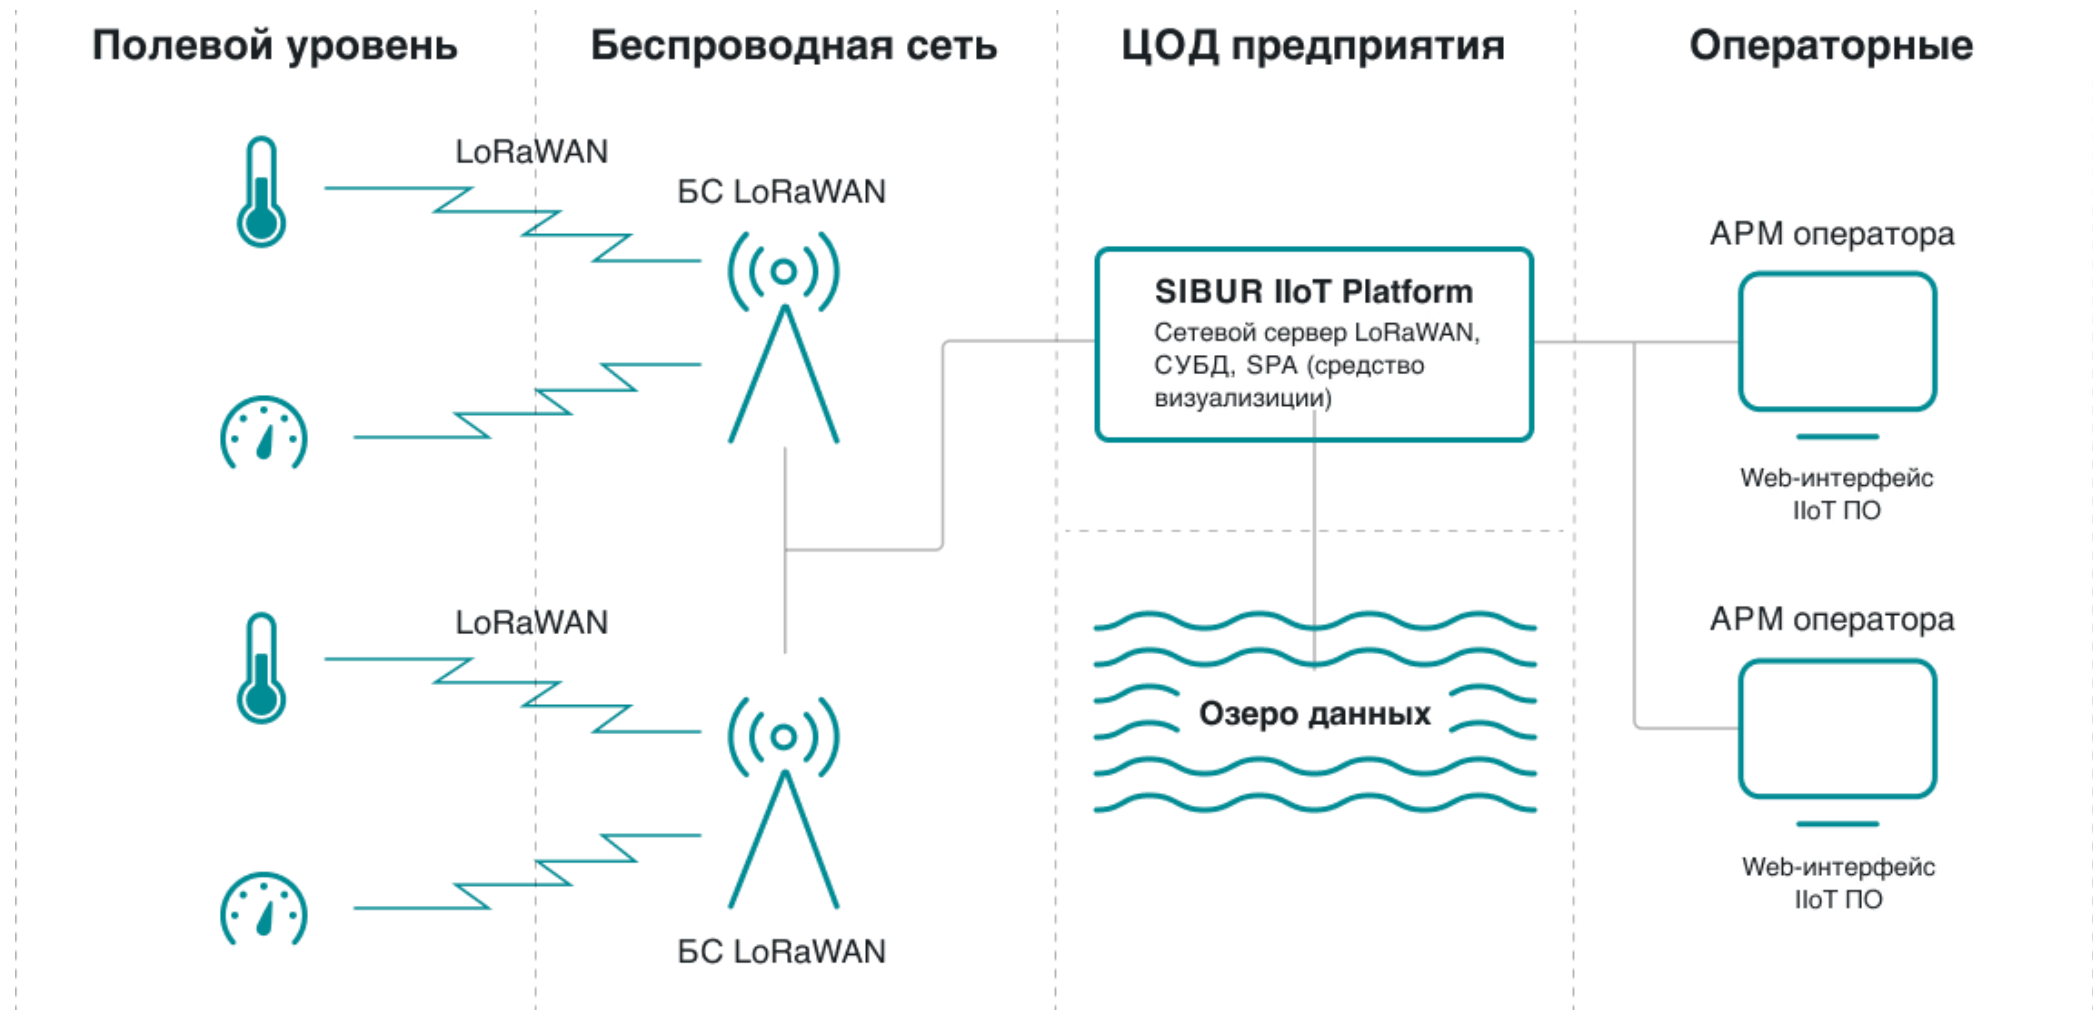 Полевой уровень
Беспроводная сеть
ЦОД предприятия
Операторные
LoRaWAN
БС LoRaWAN
LoRaWAN
БС LoRaWAN
SIBUR IIoT Platform
Сетевой сервер LoRaWAN,
СУБД, SPA (средство
визуализиции)
Озеро данных
АРМ оператора
Web-интерфейс
IIoT ПО
АРМ оператора
Web-интерфейс
IIoT ПО